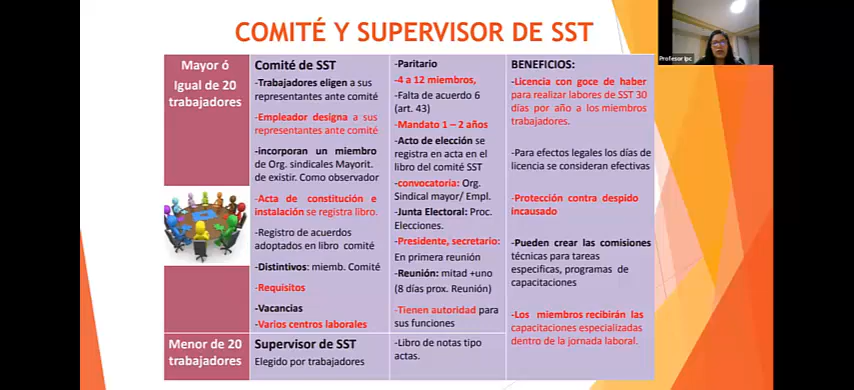 COMITÉ Y SUPERVISOR DE SST
Profesor ipc
Mayor ó
Igual de 20
trabajadores
Comité de SST
-Trabajadores eligen a sus
representantes ante comité
-Empleador designa a sus
representantes ante comité
-incorporan un miembro
de Org. sindicales Mayorit.
de existir. Como observador
-Acta de constitución e
instalación se registra libro.
-Registro de acuerdos
adoptados en libro comité
-Distintivos: miemb. Comité
-Requisitos
-Vacancias
-Varios centros laborales
-Paritario
-4 a 12 miembros,
-Falta de acuerdo 6
(art. 43)
-Mandato 1 – 2 años
-Acto de elección se
registra en acta en el
libro del comité SST
-convocatoria: Org.
Sindical mayor/ Empl.
-Junta Electoral: Proc.
Elecciones.
-Presidente, secretario:
En primera reunión
-Reunión: mitad +uno
(8 días prox. Reunión)
-Tienen autoridad para
sus funciones
BENEFICIOS:
-Licencia con goce de haber
para realizar labores de SST 30
días por año a los miembros
trabajadores.
-Para efectos legales los días de
licencia se consideran efectivas
-Protección contra despido
incausado
-Pueden crear las comisiones
técnicas para tareas
especificas, programas de
capacitaciones
-Los miembros recibirán las
capacitaciones especializadas
dentro de la jornada laboral.
Menor de 20
trabajadores
Supervisor de SST
Elegido por trabajadores
-Libro de notas tipo
actas.